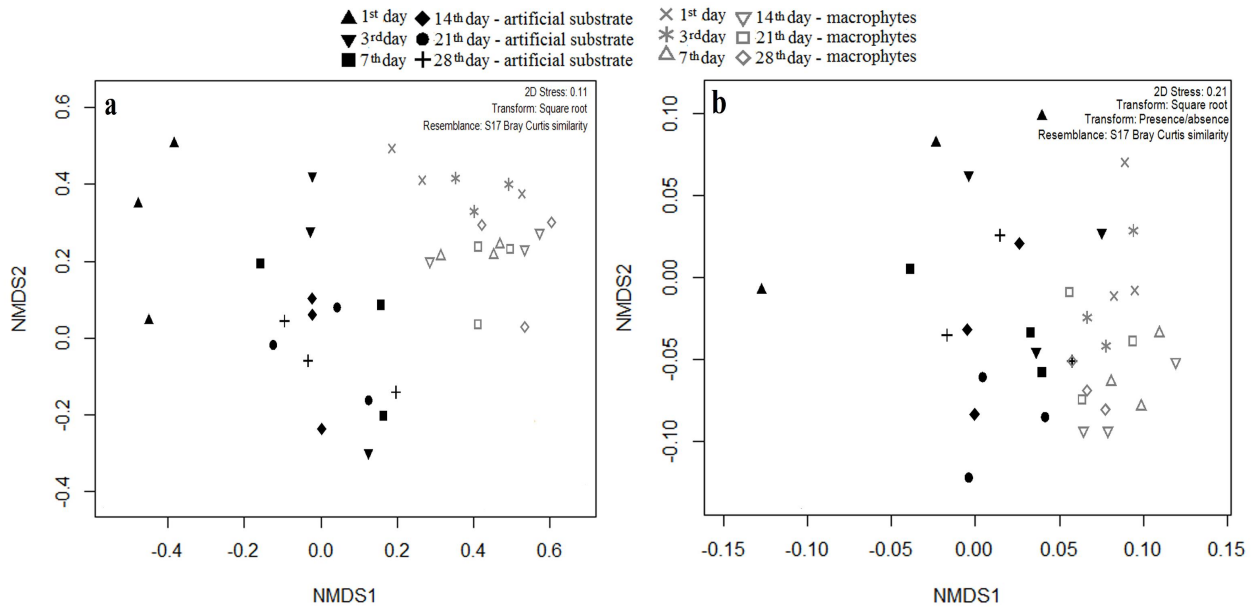 1st day 14th day - artificial substrate 1st day 14th day - macrophytes
3rd day 21th day - artificial substrate 3rd day 21th day - macrophytes
7th day 28th day - artificial substrate 7th day 28th day - macrophytes
a
2D Stress: 0.11
Transform: Square root
Resemblance: S17 Bray Curtis similarity
NMDS2
0.6
0.4
0.2
0.0
-0.2
-0.4
-0.4 -0.2 0.0 0.2 0.4 0.6
NMDS1
b
2D Stress: 0.21
Transform: Square root
Transform: Presence/absence
Resemblance: S17 Bray Curtis similarity
NMDS2
0.10
0.05
0.00
-0.05
-0.10
-0.15 -0.10 -0.05 0.00 0.05 0.10 0.15
NMDS1